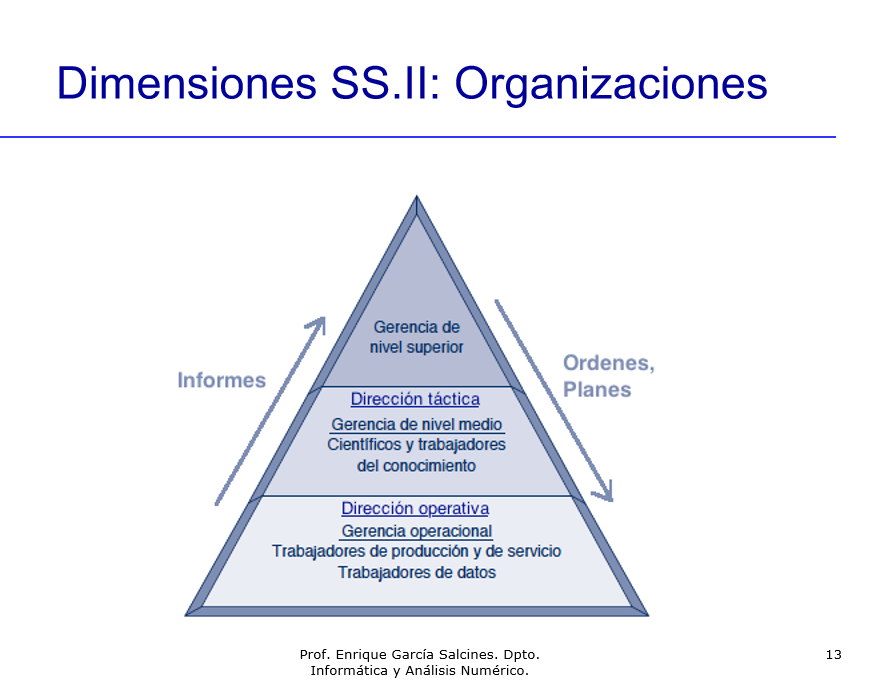 Dimensiones SS.II: Organizaciones
Gerencia de
nivel superior
Informes
Ordenes,
Planes
Dirección táctica
Gerencia de nivel medio
Científicos y trabajadores
del conocimiento
Dirección operativa
Gerencia operacional
Trabajadores de producción y de servicio
Trabajadores de datos
Prof. Enrique García Salcines. Dpto.
Informática y Análisis Numérico.
13